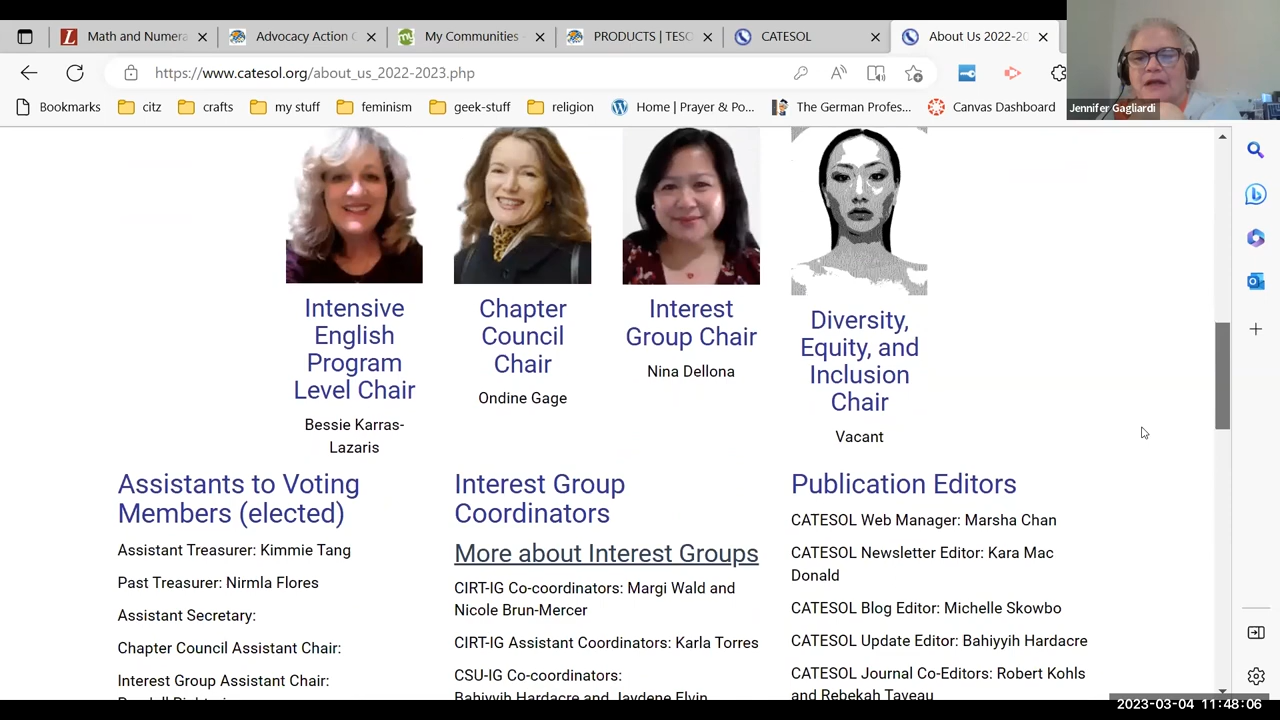 Math and Numera
Advocacy Action C
My Communities -
PRODUCTS | TESO
CATESOL
About Us 2022-20
https://www.catesol.org/about_us_2022-2023.php
Bookmarks
citz
crafts
my stuff
feminism
geek-stuff
religion
Home | Prayer & Po...
The German Profes...
Canvas Dashboard
Jennifer Gagliardi
Intensive
English
Program
Level Chair
Bessie Karras-
Lazaris
Chapter
Council
Chair
Ondine Gage
Interest
Group Chair
Nina Dellona
Diversity,
Equity, and
Inclusion
Chair
Vacant
Assistants to Voting
Members (elected)
Assistant Treasurer: Kimmie Tang
Past Treasurer: Nirmla Flores
Assistant Secretary:
Chapter Council Assistant Chair:
Interest Group Assistant Chair:
Interest Group
Coordinators
More about Interest Groups
CIRT-IG Co-coordinators: Margi Wald and
Nicole Brun-Mercer
CIRT-IG Assistant Coordinators: Karla Torres
CSU-IG Co-coordinators:
Bahiyyih Hardacre and Jaydene Elvin
Publication Editors
CATESOL Web Manager: Marsha Chan
CATESOL Newsletter Editor: Kara Mac
Donald
CATESOL Blog Editor: Michelle Skowbo
CATESOL Update Editor: Bahiyyih Hardacre
CATESOL Journal Co-Editors: Robert Kohls
and Rebekah Taveau
2023-03-04 11:48:06